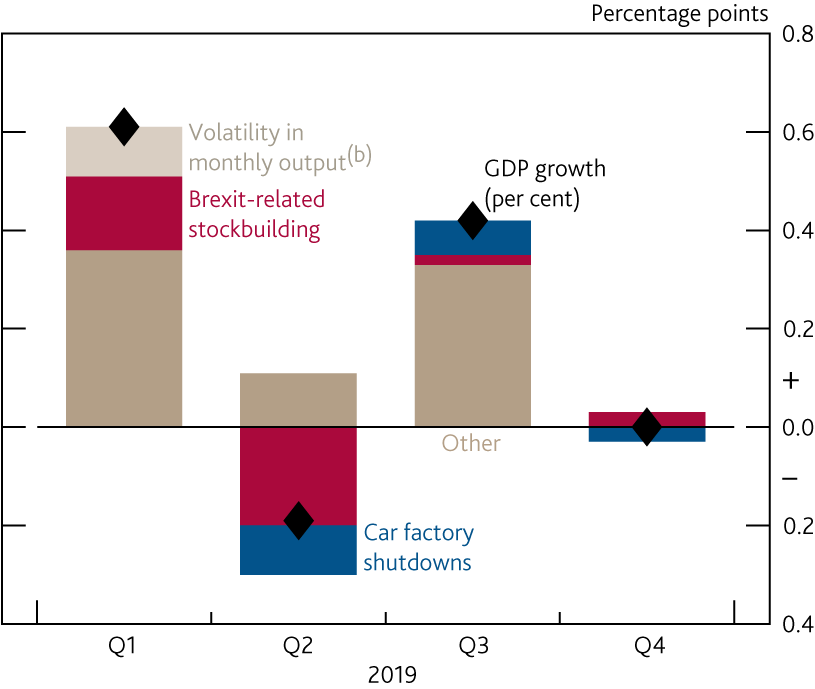 Percentage points
0.8
Volatility in
monthly output(b)
0.6
Brexit-related
stockbuilding
GDP growth
(per cent)
0.4
0.2
+
0.0
Other
–
0.2
Car factory
shutdowns
0.4
Q1 Q2 Q3 Q4
2019